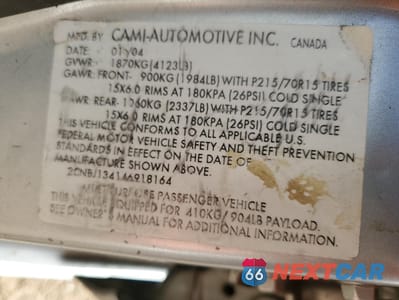 MFD. BY CAMI-AUTOMOTIVE INC. CANADA
DATE: 01/04
GVWR: 1870KG(4123LB)
GAWR: FRONT- 900KG(1984LB)WITH P215/70R15 TIRES
15X6.0 RIMS AT 180KPA (26PSI) COLD SINGLE
GAWR: REAR- 1060KG (2337LB)WITH P215/70R15 TIRES
15X6.0 RIMS AT 180KPA (26PSI) COLD SINGLE
THIS VEHICLE CONFORMS TO ALL APPLICABLE U.S.
FEDERAL MOTOR VEHICLE SAFETY AND THEFT PREVENTION
STANDARDS IN EFFECT ON THE DATE OF
MANUFACTURE SHOWN ABOVE.
2CNBJ134146918164
MULTIPURPOSE PASSENGER VEHICLE
THIS VEHICLE EQUIPPED FOR 410KG/ 904LB PAYLOAD.
SEE OWNER'S MANUAL FOR ADDITIONAL INFORMATION.
66 NEXTCAR